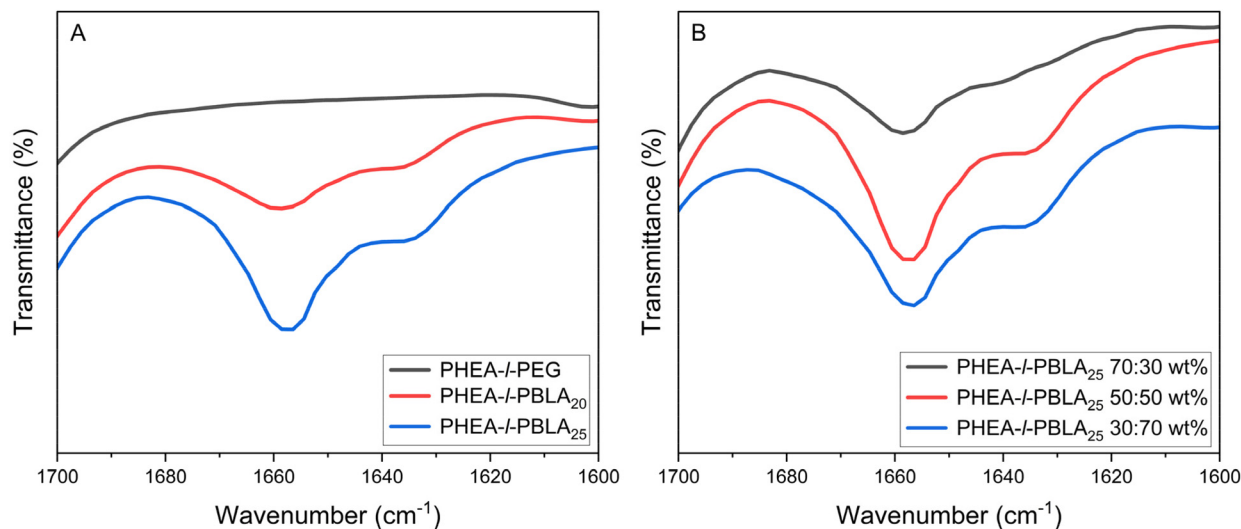 A
Transmittance (%)
PHEA-l-PEG
PHEA-l-PBLA₂₀
PHEA-l-PBLA₂₅
1700 1680 1660 1640 1620 1600
Wavenumber (cm⁻¹)
B
Transmittance (%)
PHEA-l-PBLA₂₅ 70:30 wt%
PHEA-l-PBLA₂₅ 50:50 wt%
PHEA-l-PBLA₂₅ 30:70 wt%
1700 1680 1660 1640 1620 1600
Wavenumber (cm⁻¹)